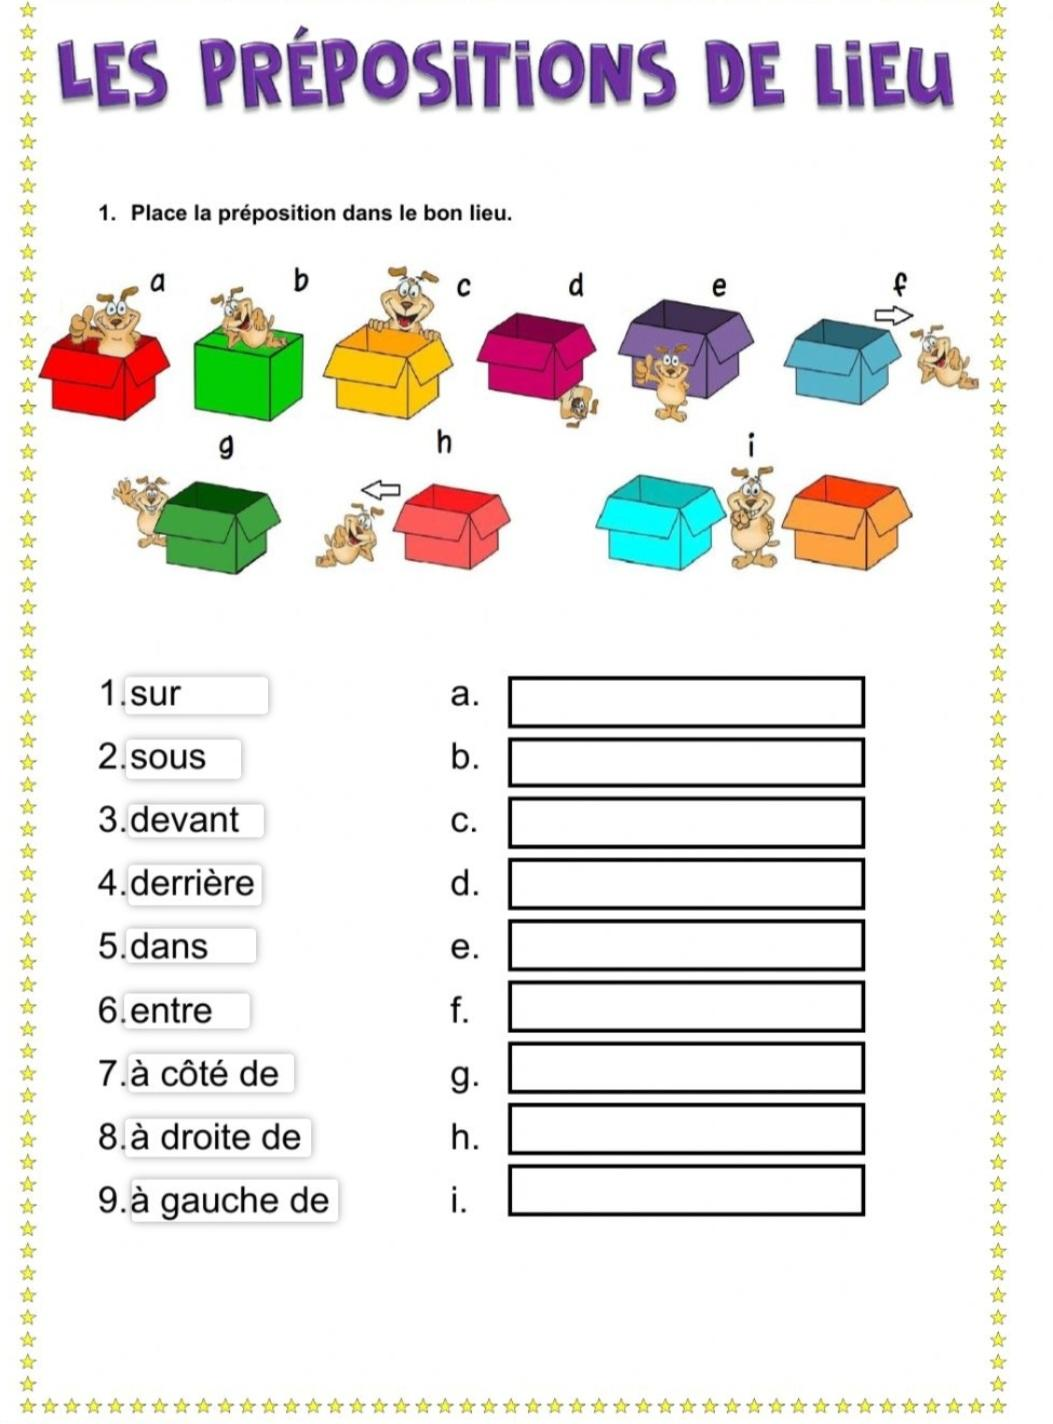 LES PRÉPOSITIONS DE LIEU
1. Place la préposition dans le bon lieu.
a b c d e f
g h i
1. sur a.
2. sous b.
3. devant c.
4. derrière d.
5. dans e.
6. entre f.
7. à côté de g.
8. à droite de h.
9. à gauche de i.